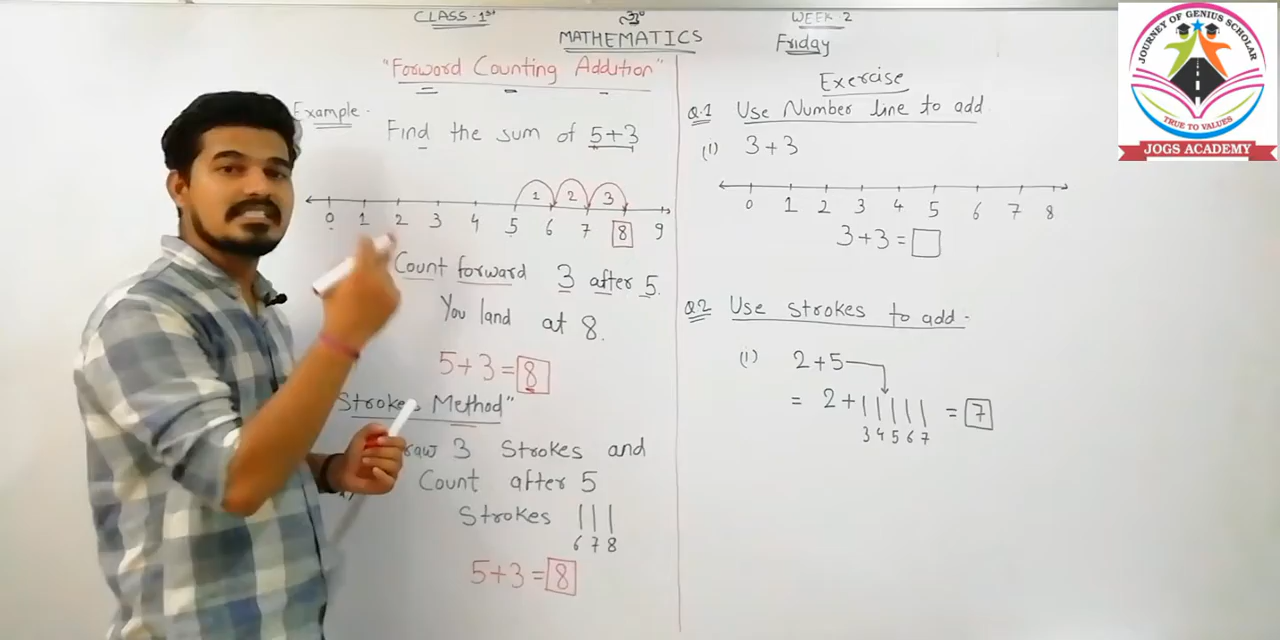 CLASS-1st
WEEK-2
MATHEMATICS
Friday
"Forward Counting Addition"
Example-
Find the sum of 5+3
1 2 3
0 1 2 3 4 5 6 7 8 9
Count forward 3 after 5.
You land at 8.
5+3=8
Strokes Method"
raw 3 Strokes and
Count after 5
Strokes | | |
6 7 8
5+3=8
Exercise
Q.1 Use Number line to add
(1) 3+3
0 1 2 3 4 5 6 7 8
3+3=
Q.2 Use strokes to add-
(1) 2+5
= 2+| | | | | = 7
3 4 5 6 7
JOURNEY OF GENIUS SCHOLAR
TRUE TO VALUES
JOGS ACADEMY